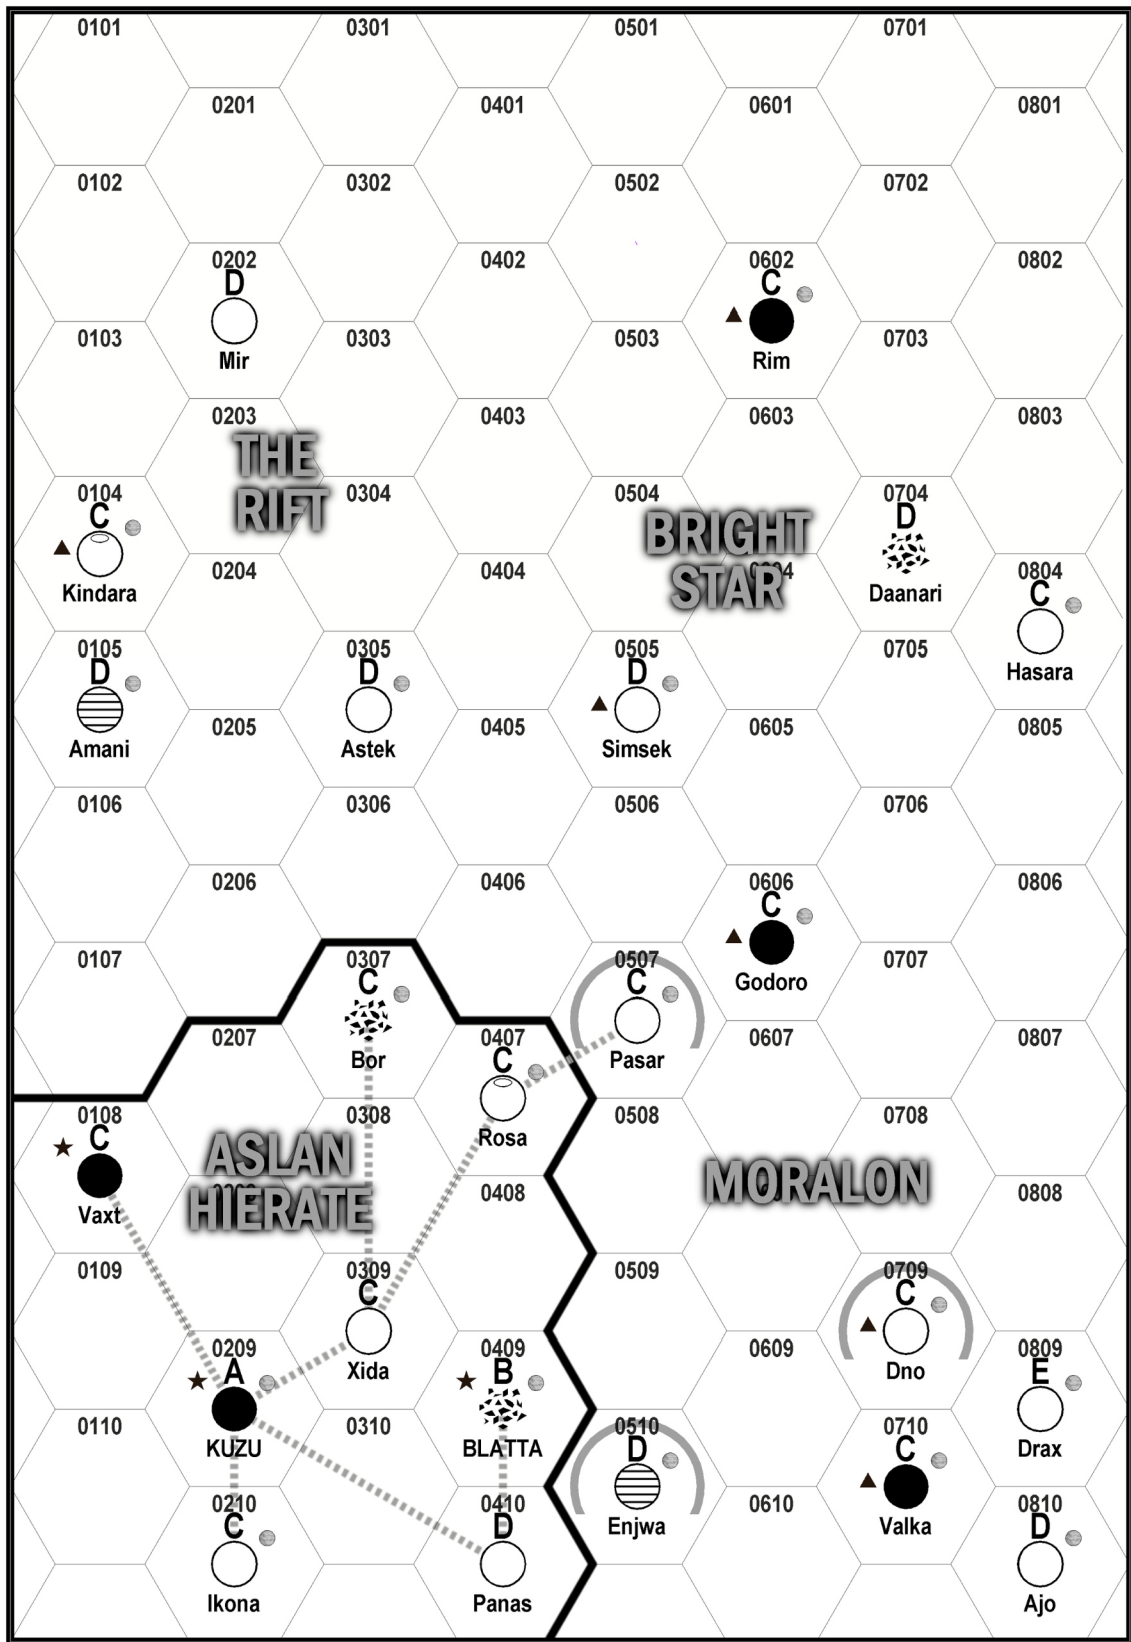 0101 0301 0501 0701
0201 0401 0601 0801
0102 0302 0502 0702
0202 0402 0602 0802
D C
Mir Rim
0103 0303 0503 0703
0203 0403 0603 0803
THE
RIFT
0104 0304 0504 0704
C D
BRIGHT
STAR
Kindara Daanari
0204 0404 0804
C
Hasara
0105 0305 0505 0705
D D D
Amani Astek Simsek
0205 0405 0605 0805
0106 0306 0506 0706
0206 0406 0606 0806
C
Godoro
0107 0307 0507 0707
C C
Bor Pasar
0207 0407 0607 0807
C
Rosa
0108 0308 0508 0708
C
Vaxt
ASLAN
HIERATE
MORALON
0408 0808
0109 0309 0509 0709
C C
Xida Dno
0209 0409 0609 0809
A B E
KUZU BLATTA Drax
0110 0310 0510 0710
D C
Enjwa Valka
0210 0410 0610 0810
C D D
Ikona Panas Ajo